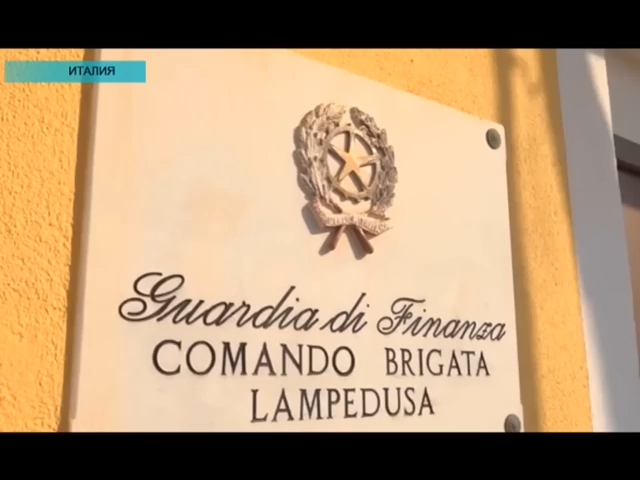 ИТАЛИЯ
Guardia di Finanza
COMANDO BRIGATA
LAMPEDUSA